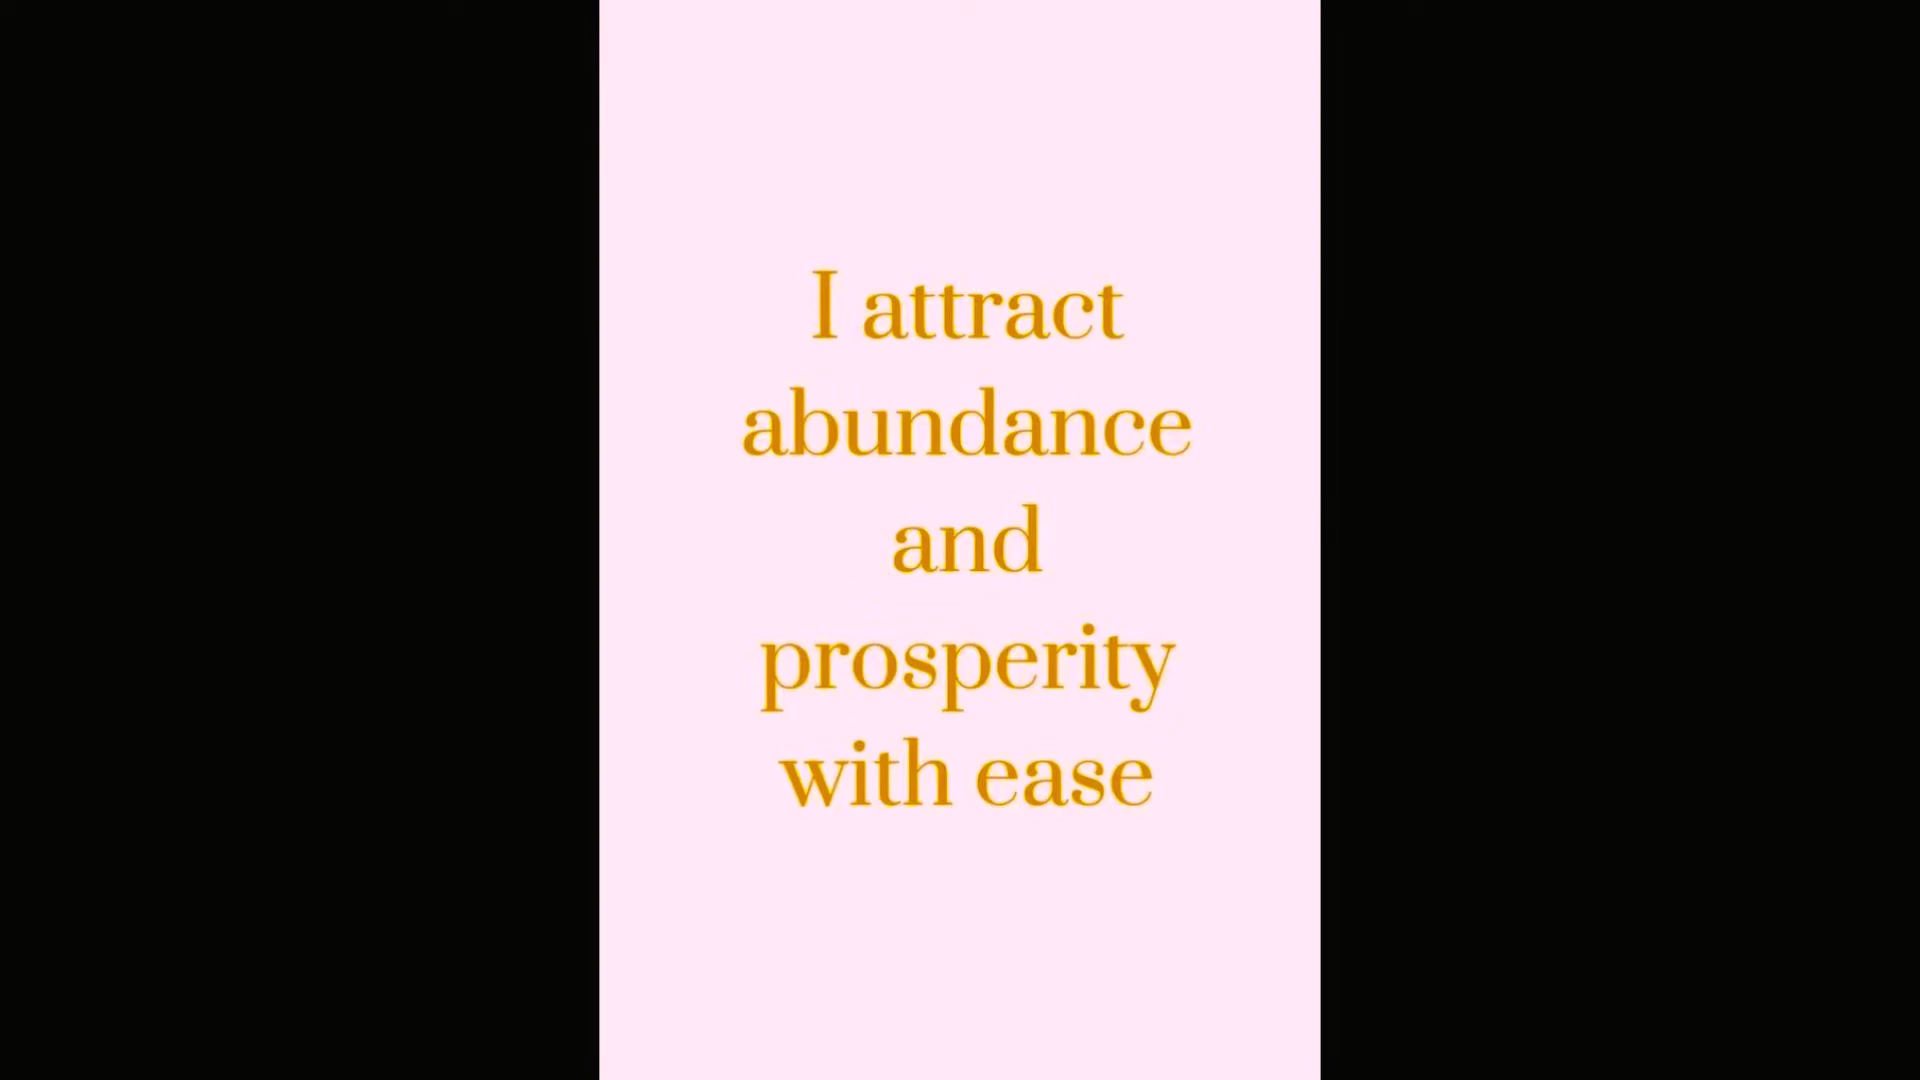 I attract
abundance
and
prosperity
with ease